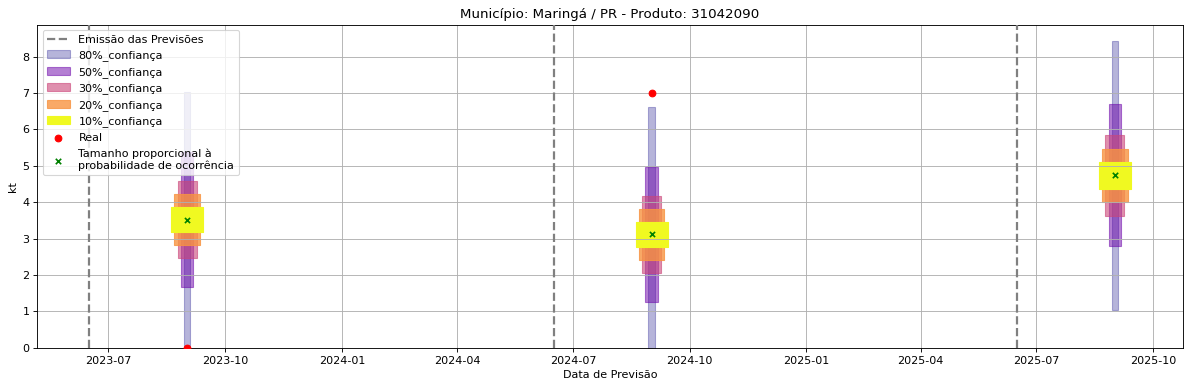 Município: Maringá / PR - Produto: 31042090
Emissão das Previsões
80%_confiança
50%_confiança
30%_confiança
20%_confiança
10%_confiança
Real
Tamanho proporcional à
probabilidade de ocorrência
kt
8
7
6
5
4
3
2
1
0
2023-07 2023-10 2024-01 2024-04 2024-07 2024-10 2025-01 2025-04 2025-07 2025-10
Data de Previsão